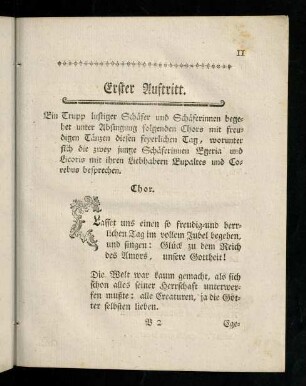 11
Erster Auftritt.
Ein Trupp lustiger Schäfer und Schäferinnen bege-
het unter Absingung folgenden Chors mit freu-
digen Tänzen diesen feyerlichen Tag, worunter
sich die zwey junge Schäferinnen Egeria und
Licoris mit ihren Liebhabern Eupaltes und Co-
rebus besprechen.
Chor.
Lasset uns einen so freudig-und herr-
lichen Tag im vollem Jubel begehen,
und singen: Glück zu dem Reich
des Amors, unsere Gottheit!
Die Welt war kaum gemacht, als sich
schon alles seiner Herrschaft unterwer-
fen mußte: alle Creaturen, ja die Göt-
ter selbsten lieben.
B 2
Ege-